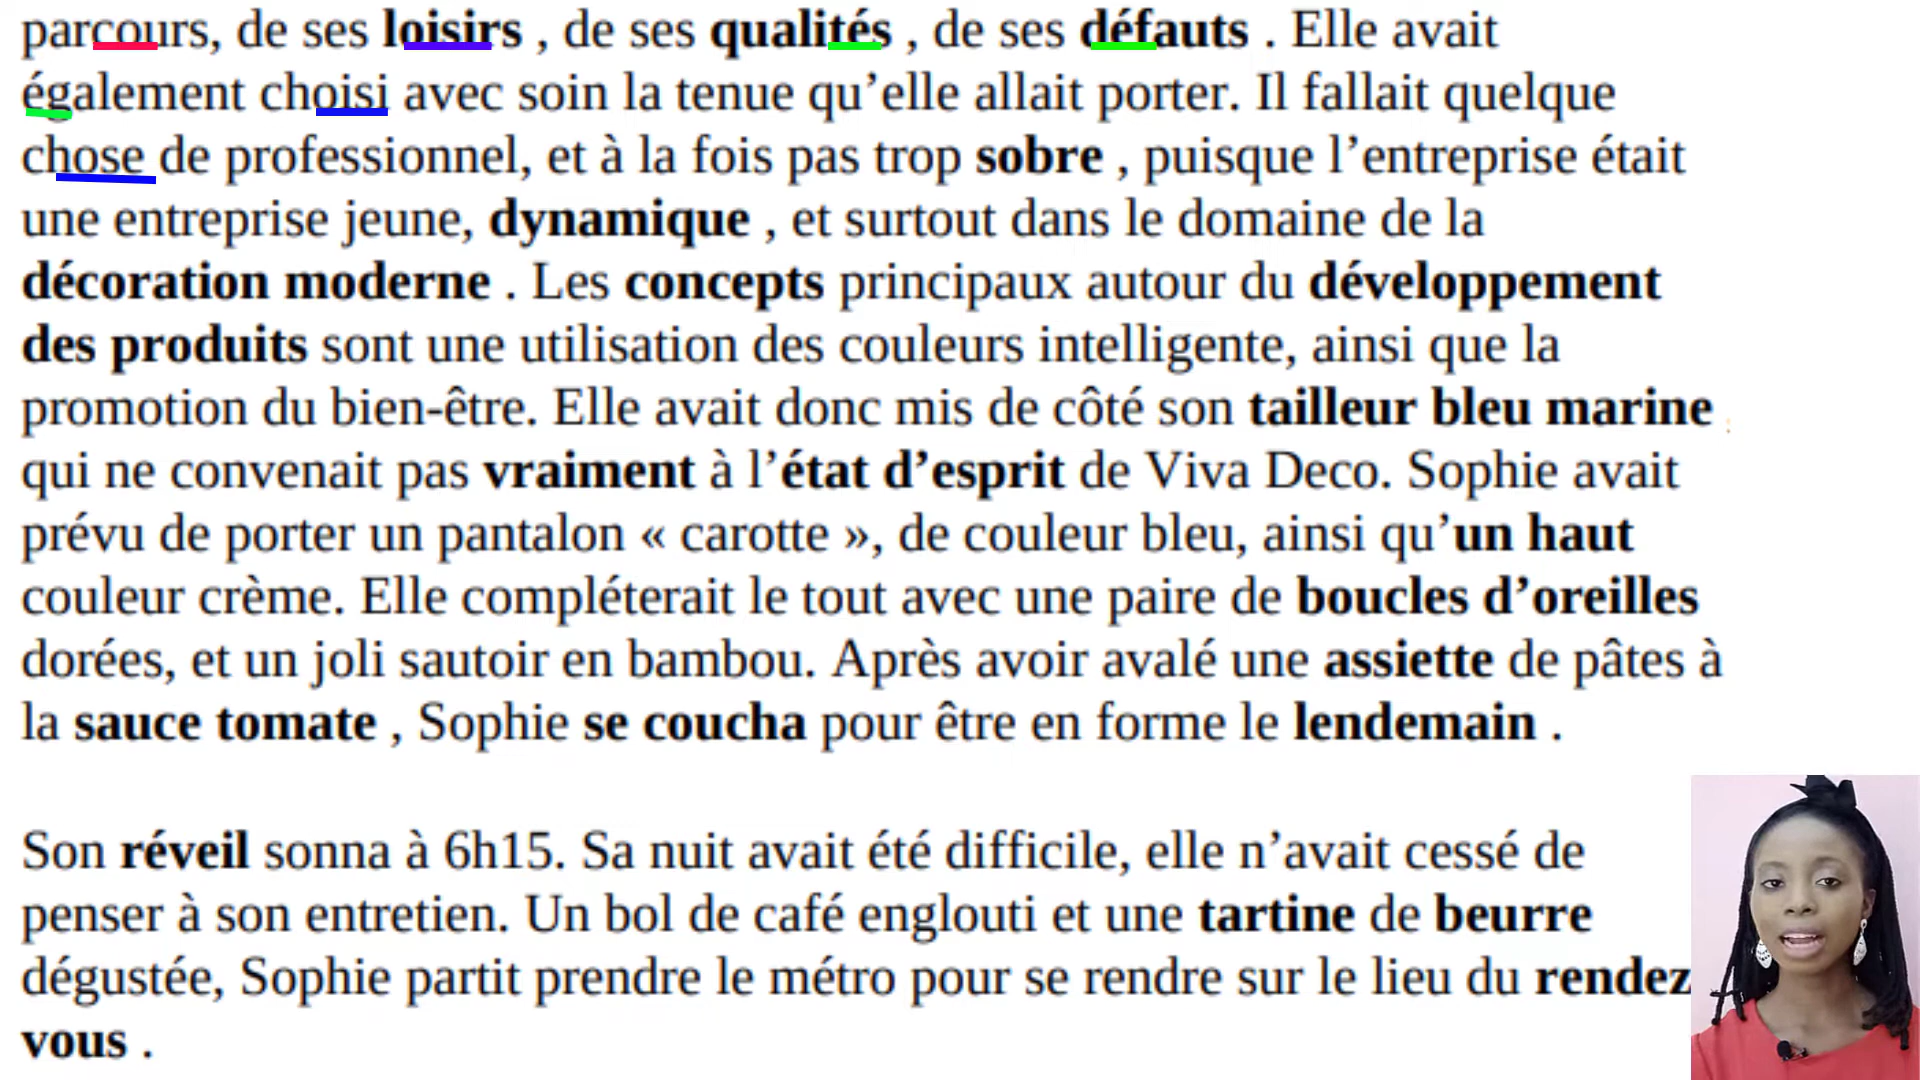 parcours, de ses loisirs , de ses qualités , de ses défauts . Elle avait
également choisi avec soin la tenue qu’elle allait porter. Il fallait quelque
chose de professionnel, et à la fois pas trop sobre , puisque l’entreprise était
une entreprise jeune, dynamique , et surtout dans le domaine de la
décoration moderne . Les concepts principaux autour du développement
des produits sont une utilisation des couleurs intelligente, ainsi que la
promotion du bien-être. Elle avait donc mis de côté son tailleur bleu marine
qui ne convenait pas vraiment à l’état d’esprit de Viva Deco. Sophie avait
prévu de porter un pantalon « carotte », de couleur bleu, ainsi qu’un haut
couleur crème. Elle compléterait le tout avec une paire de boucles d’oreilles
dorées, et un joli sautoir en bambou. Après avoir avalé une assiette de pâtes à
la sauce tomate , Sophie se coucha pour être en forme le lendemain .
Son réveil sonna à 6h15. Sa nuit avait été difficile, elle n’avait cessé de
penser à son entretien. Un bol de café englouti et une tartine de beurre
dégustée, Sophie partit prendre le métro pour se rendre sur le lieu du rendez
vous .